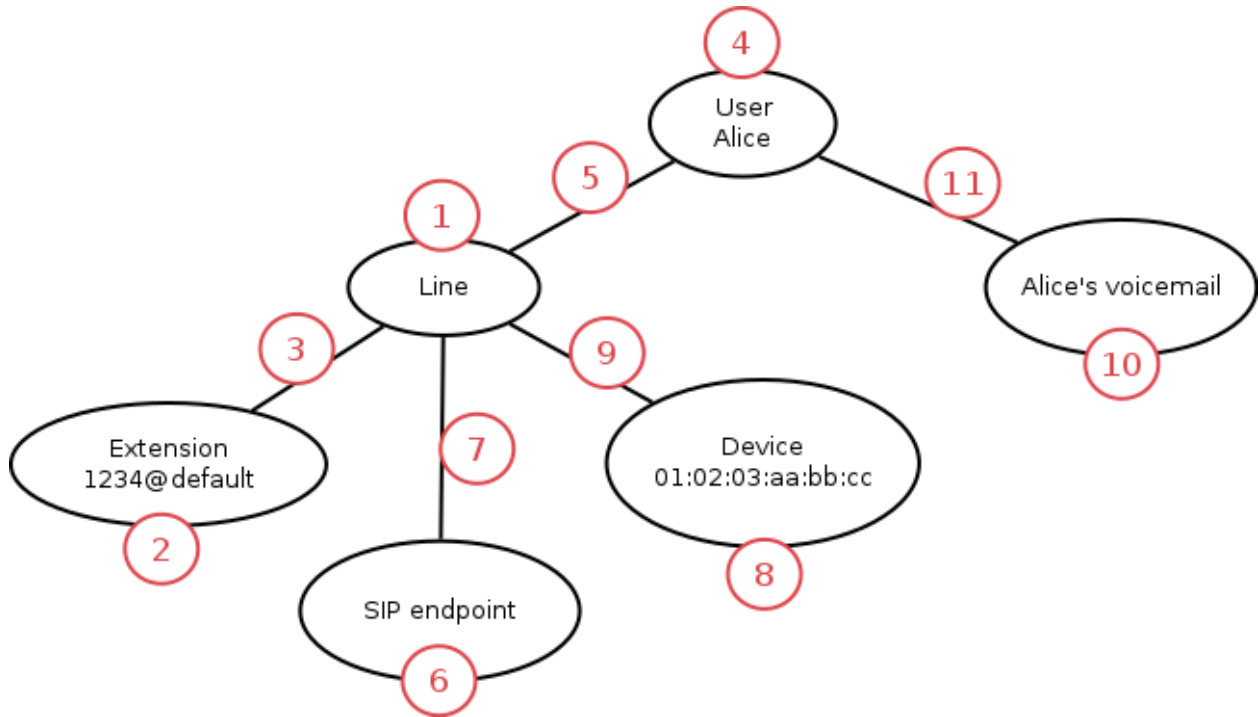 4
User
Alice
5
11
1
Line
Alice's voicemail
3
9
10
7
Extension
1234@default
Device
01:02:03:aa:bb:cc
2
8
SIP endpoint
6